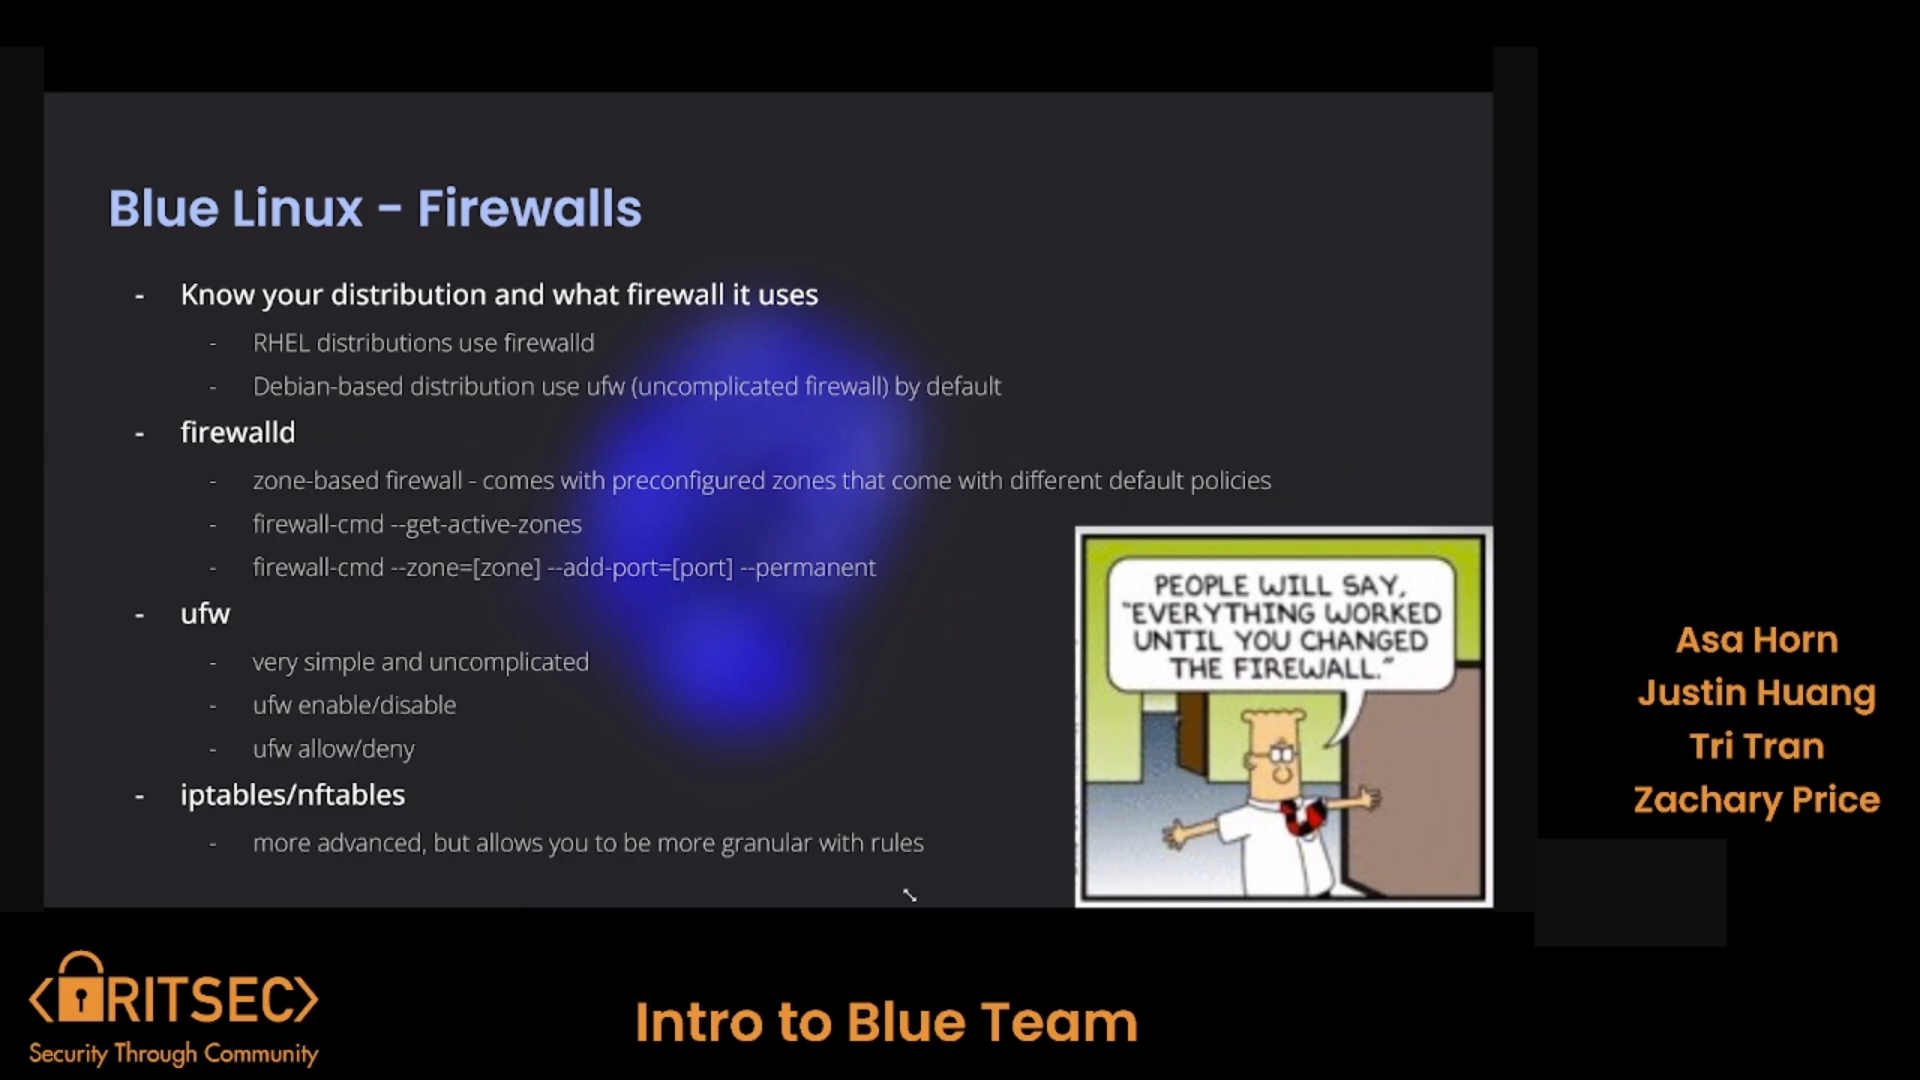 Blue Linux - Firewalls
- Know your distribution and what firewall it uses
- RHEL distributions use firewalld
- Debian-based distribution use ufw (uncomplicated firewall) by default
- firewalld
- zone-based firewall - comes with preconfigured zones that come with different default policies
- firewall-cmd --get-active-zones
- firewall-cmd --zone=[zone] --add-port=[port] --permanent
- ufw
- very simple and uncomplicated
- ufw enable/disable
- ufw allow/deny
- iptables/nftables
- more advanced, but allows you to be more granular with rules
PEOPLE WILL SAY,
"EVERYTHING WORKED
UNTIL YOU CHANGED
THE FIREWALL."
Asa Horn
Justin Huang
Tri Tran
Zachary Price
<RITSEC>
Security Through Community
Intro to Blue Team